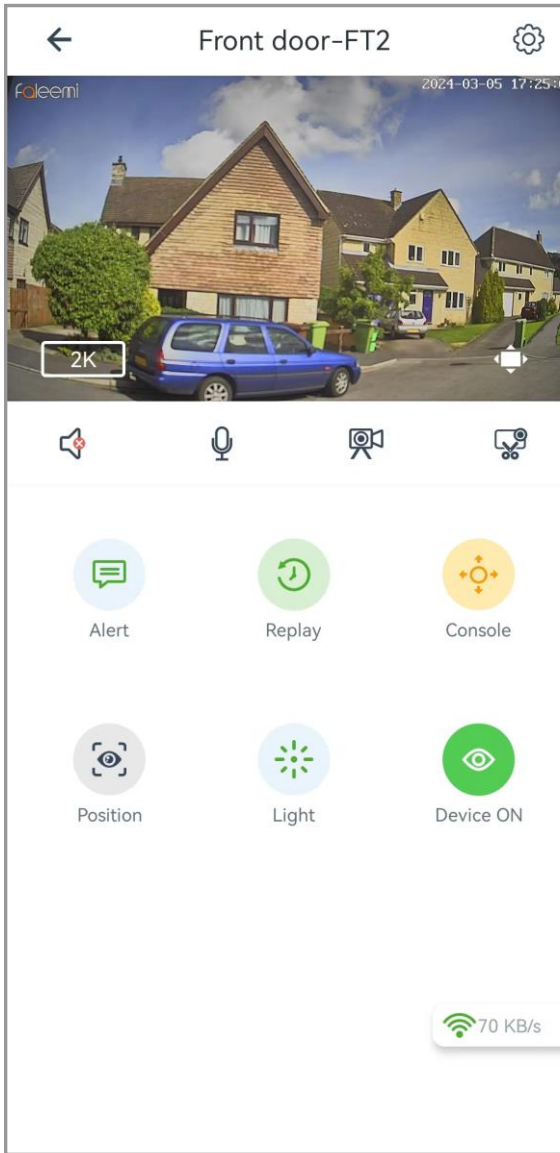 Front door-FT2
Faleemi
2024-03-05 17:25:
2K
Alert Replay Console
Position Light Device ON
70 KB/s